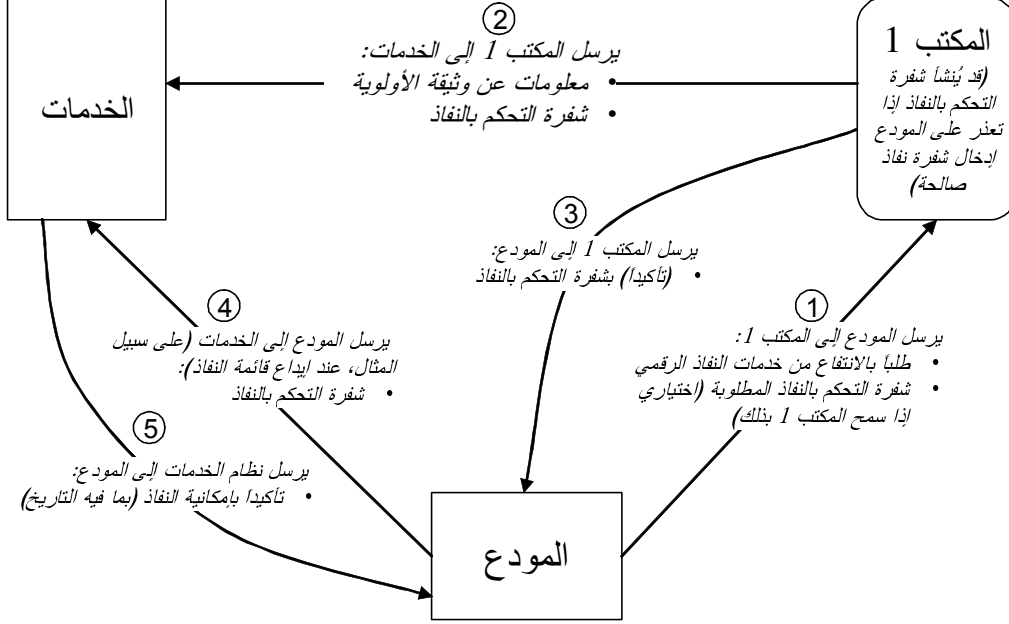 المكتب 1
(قد يُنشأ شفرة
التحكم بالنفاذ إذا
تعذر على المودع
إدخال شفرة نفاذ
صالحة)
②
يرسل المكتب 1 إلى الخدمات:
• معلومات عن وثيقة الأولوية
• شفرة التحكم بالنفاذ
الخدمات
③
يرسل المكتب 1 إلى المودع:
• (تأكيداً) بشفرة التحكم بالنفاذ
①
يرسل المودع إلى المكتب 1:
• طلباً بالانتفاع من خدمات النفاذ الرقمي
• شفرة التحكم بالنفاذ المطلوبة (اختياري
إذا سمح المكتب 1 بذلك)
④
يرسل المودع إلى الخدمات (على سبيل
المثال، عند إيداع قائمة النفاذ):
• شفرة التحكم بالنفاذ
⑤
يرسل نظام الخدمات إلى المودع:
• تأكيداً بإمكانية النفاذ (بما فيه التاريخ)
المودع